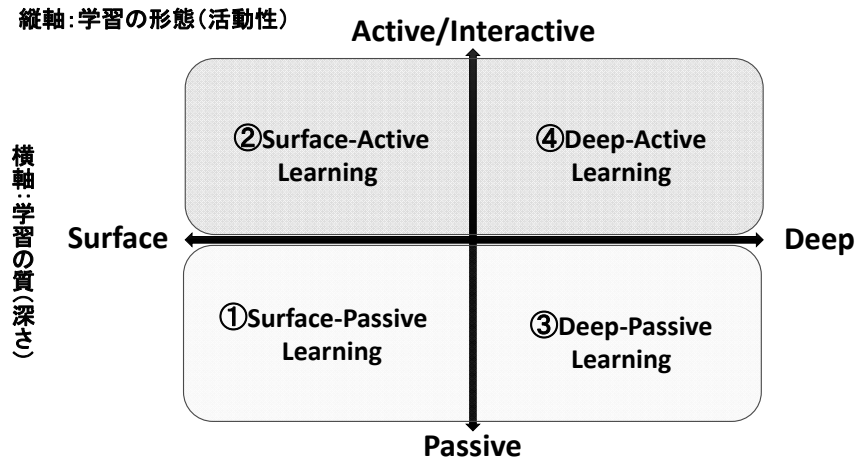 縦軸:学習の形態(活動性)
Active/Interactive
②Surface-Active
Learning
④Deep-Active
Learning
横軸:学習の質(深さ)
Surface
Deep
①Surface-Passive
Learning
③Deep-Passive
Learning
Passive